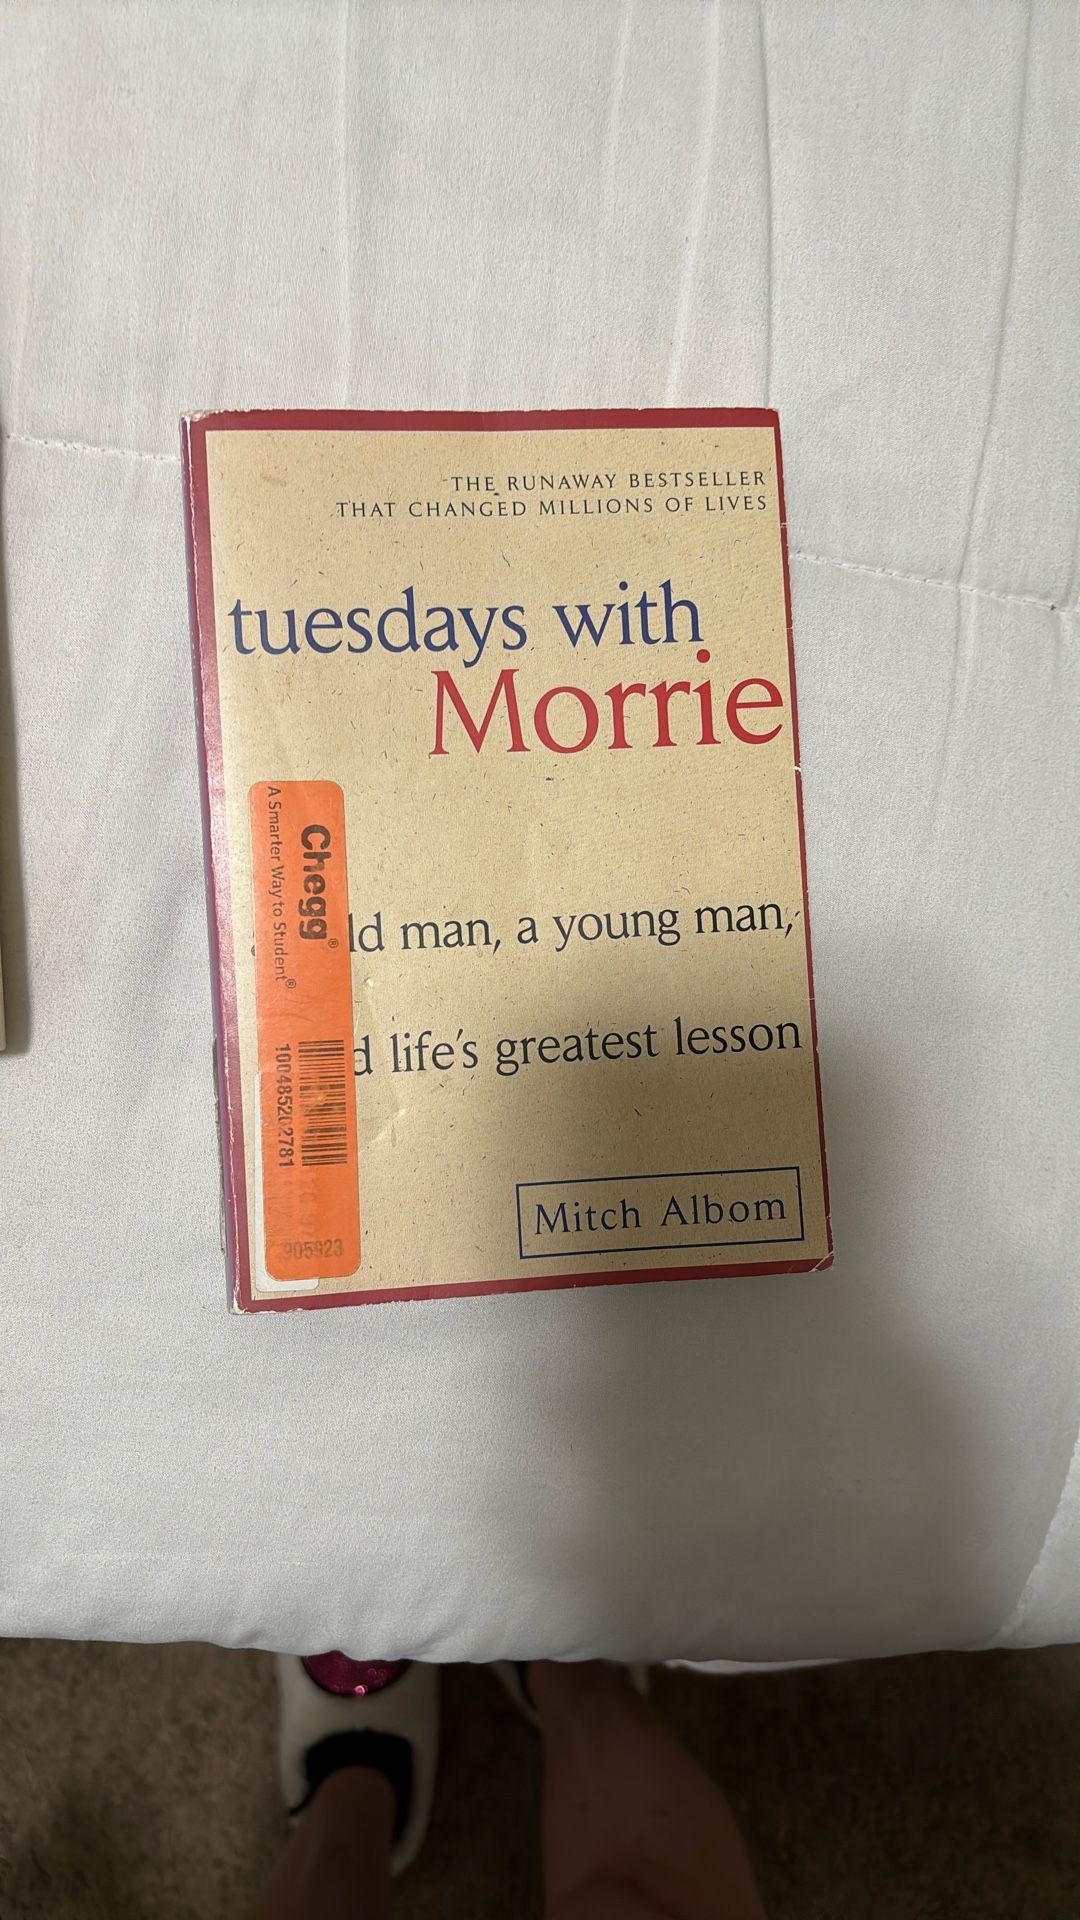 THE RUNAWAY BESTSELLER
THAT CHANGED MILLIONS OF LIVES
tuesdays with
Morrie
ld man, a young man,
d life's greatest lesson
Mitch Albom
Chegg®
A Smarter Way to Student®
905923